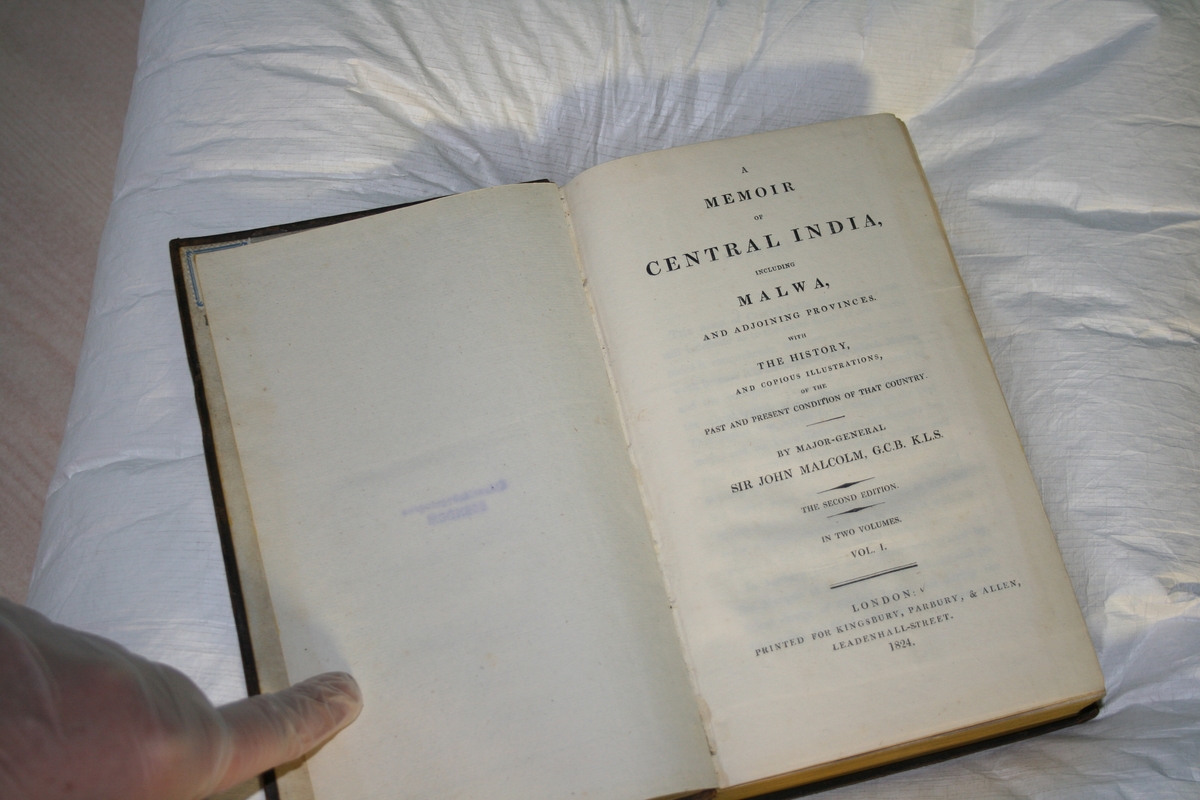 A
MEMOIR
OF
CENTRAL INDIA,
INCLUDING
MALWA,
AND ADJOINING PROVINCES.
WITH
THE HISTORY,
AND COPIOUS ILLUSTRATIONS,
OF THE
PAST AND PRESENT CONDITION OF THAT COUNTRY.
BY MAJOR-GENERAL
SIR JOHN MALCOLM, G.C.B. K.L.S.
THE SECOND EDITION.
IN TWO VOLUMES.
VOL. I.
LONDON:
PRINTED FOR KINGSBURY, PARBURY, & ALLEN,
LEADENHALL-STREET.
1824.